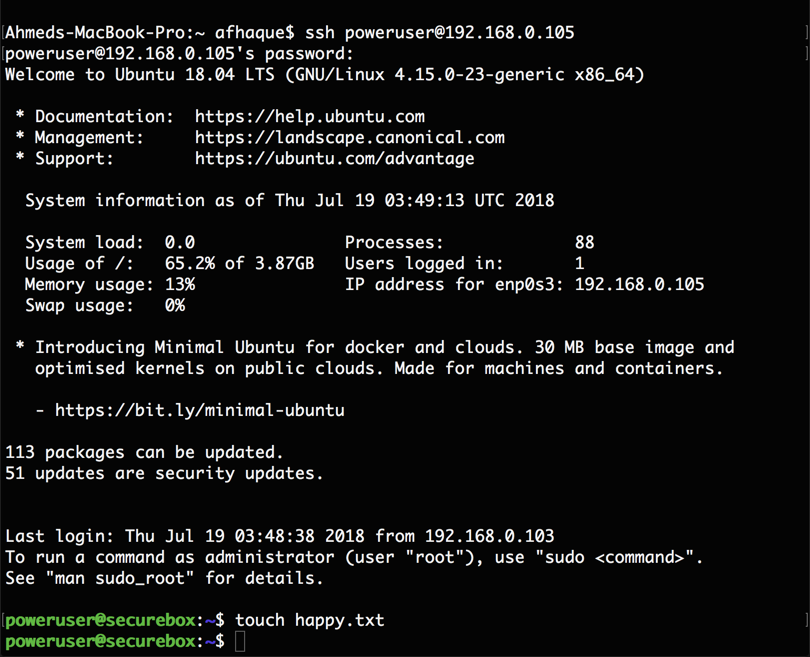 Ahmeds-MacBook-Pro:~ afhaque$ ssh poweruser@192.168.0.105
poweruser@192.168.0.105's password:
Welcome to Ubuntu 18.04 LTS (GNU/Linux 4.15.0-23-generic x86_64)

 * Documentation:  https://help.ubuntu.com
 * Management:     https://landscape.canonical.com
 * Support:        https://ubuntu.com/advantage

  System information as of Thu Jul 19 03:49:13 UTC 2018

  System load:  0.0               Processes:             88
  Usage of /:   65.2% of 3.87GB   Users logged in:       1
  Memory usage: 13%               IP address for enp0s3: 192.168.0.105
  Swap usage:   0%

 * Introducing Minimal Ubuntu for docker and clouds. 30 MB base image and
   optimised kernels on public clouds. Made for machines and containers.

   - https://bit.ly/minimal-ubuntu

113 packages can be updated.
51 updates are security updates.

Last login: Thu Jul 19 03:48:38 2018 from 192.168.0.103
To run a command as administrator (user "root"), use "sudo <command>".
See "man sudo_root" for details.

poweruser@securebox:~$ touch happy.txt
poweruser@securebox:~$